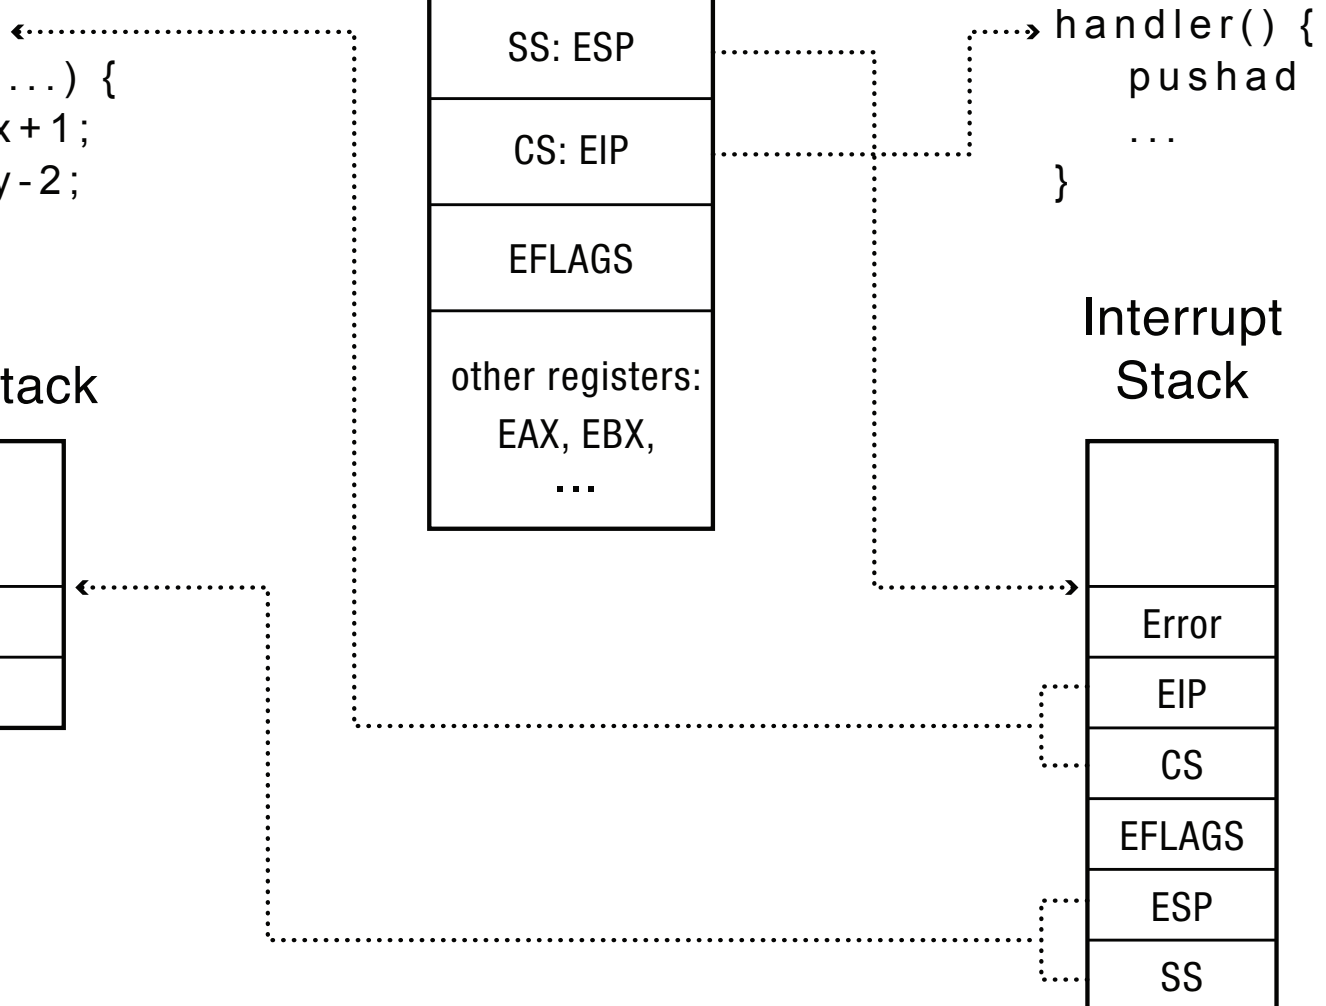 ...) {
x+1;
y-2;
tack
SS: ESP
CS: EIP
EFLAGS
other registers:
EAX, EBX,
...
handler() {
pushad
...
}
Interrupt
Stack
Error
EIP
CS
EFLAGS
ESP
SS